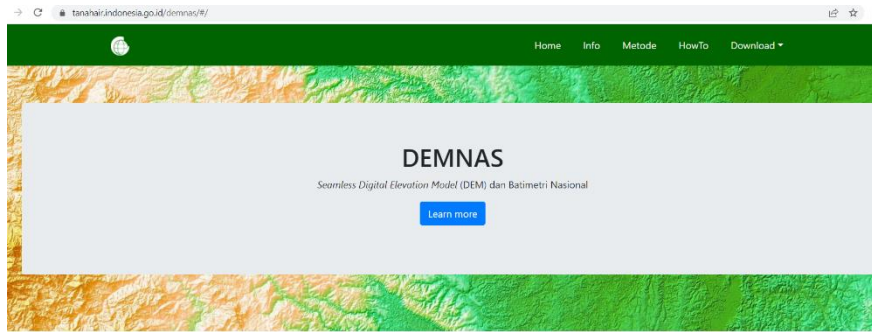 tanahair.indonesia.go.id/demnas/#/
Home Info Metode HowTo Download
DEMNAS
Seamless Digital Elevation Model (DEM) dan Batimetri Nasional
Learn more